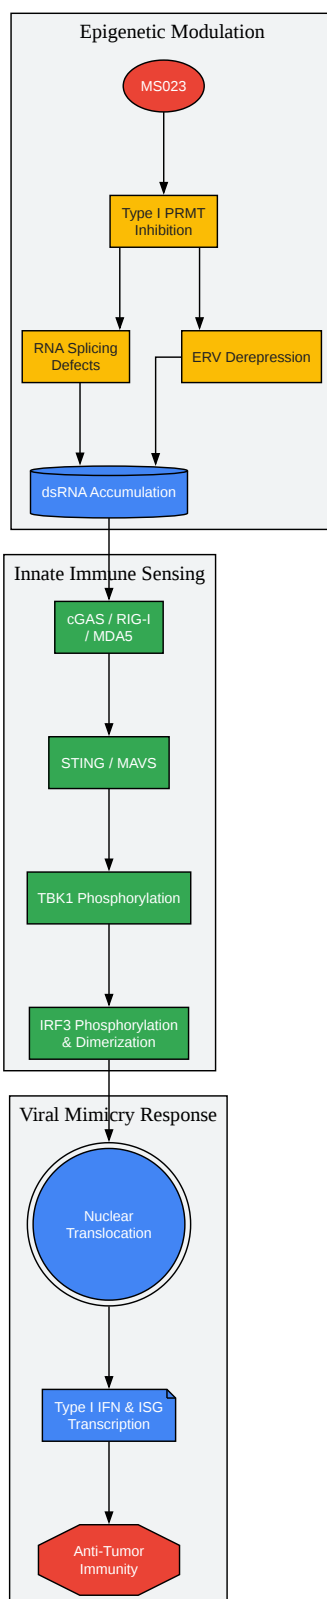 Epigenetic Modulation
MS023
Type I PRMT
Inhibition
RNA Splicing
Defects
ERV Derepression
dsRNA Accumulation
Innate Immune Sensing
cGAS / RIG-I
/ MDA5
STING / MAVS
TBK1 Phosphorylation
IRF3 Phosphorylation
& Dimerization
Viral Mimicry Response
Nuclear
Translocation
Type I IFN & ISG
Transcription
Anti-Tumor
Immunity